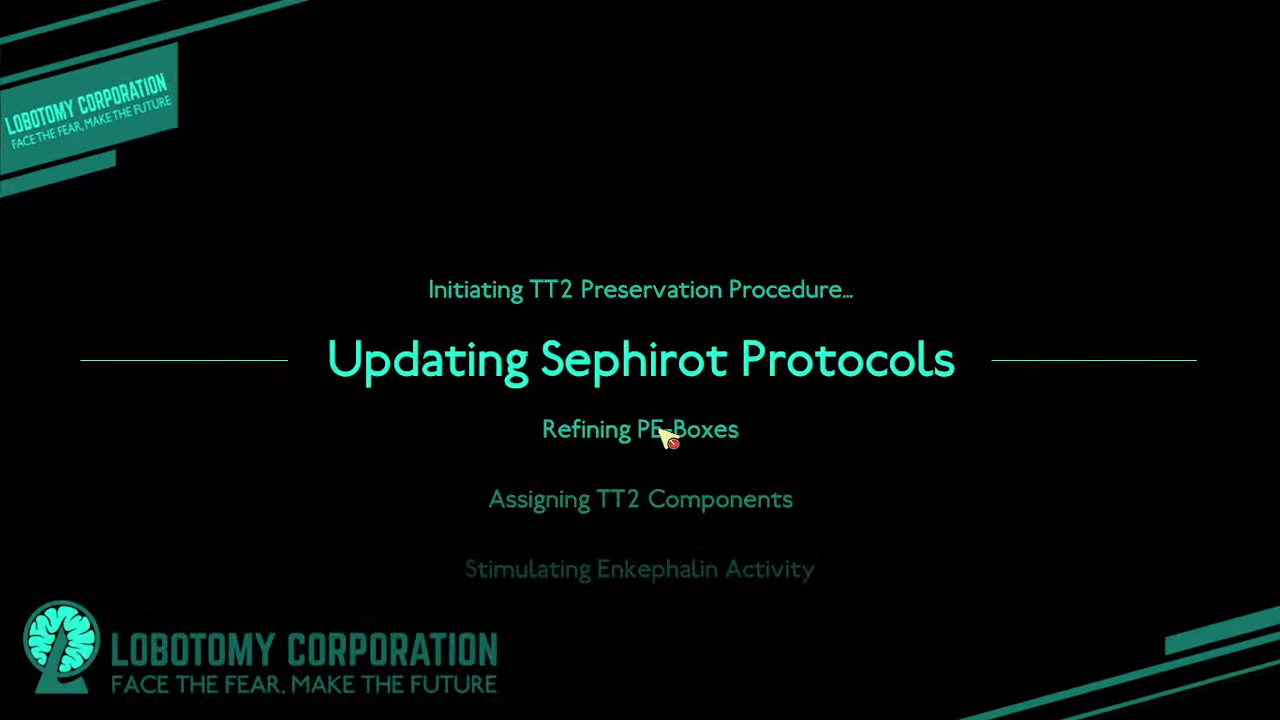 LOBOTOMY CORPORATION
FACE THE FEAR, MAKE THE FUTURE
Initiating TT2 Preservation Procedure...
Updating Sephirot Protocols
Refining PE-Boxes
Assigning TT2 Components
Stimulating Enkephalin Activity
LOBOTOMY CORPORATION
FACE THE FEAR, MAKE THE FUTURE